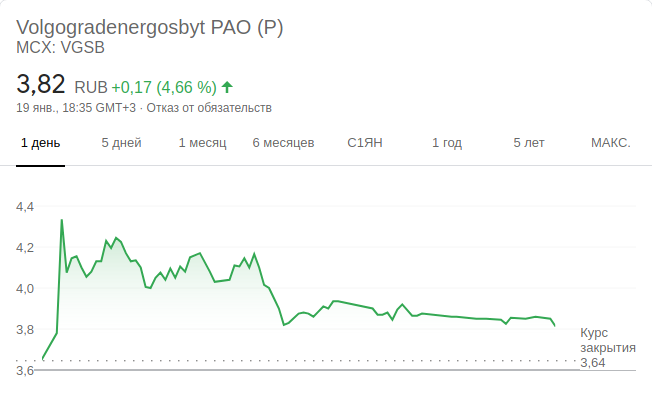 Volgogradenergosbyt PAO (P)
MCX: VGSB
3,82 RUB +0,17 (4,66 %)
19 янв., 18:35 GMT+3 · Отказ от обязательств
1 день 5 дней 1 месяц 6 месяцев С1ЯН 1 год 5 лет МАКС.
4,4
4,2
4,0
3,8
3,6
Курс
закрытия
3,64